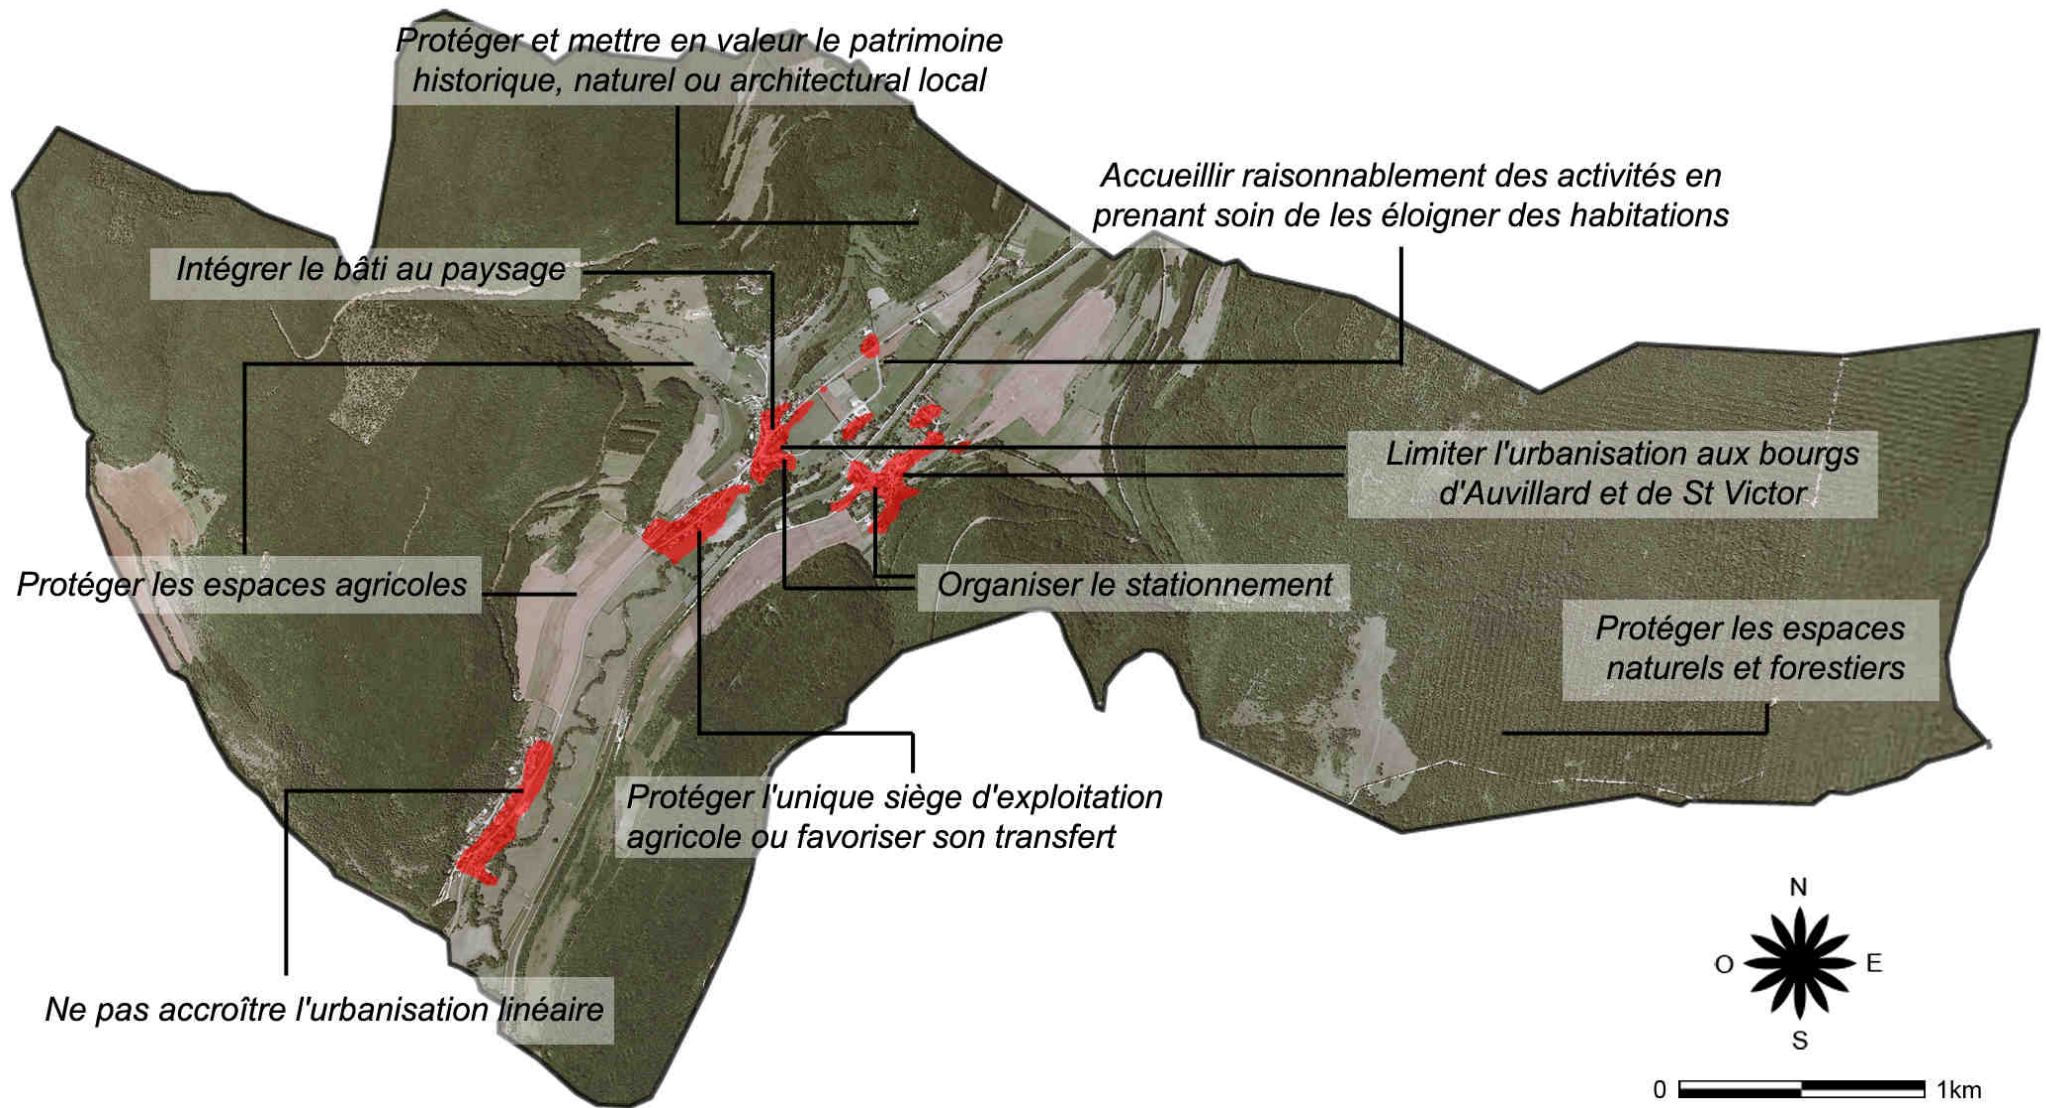 Protéger et mettre en valeur le patrimoine
historique, naturel ou architectural local
Accueillir raisonnablement des activités en
prenant soin de les éloigner des habitations
Intégrer le bâti au paysage
Limiter l'urbanisation aux bourgs
d'Auvillard et de St Victor
Protéger les espaces agricoles
Organiser le stationnement
Protéger les espaces
naturels et forestiers
Protéger l'unique siège d'exploitation
agricole ou favoriser son transfert
Ne pas accroître l'urbanisation linéaire
N
O
E
S
0
1km